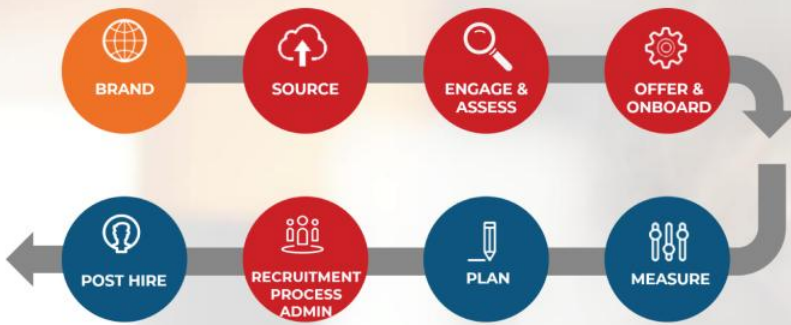 BRAND
SOURCE
ENGAGE &
ASSESS
OFFER &
ONBOARD
POST HIRE
RECRUITMENT
PROCESS
ADMIN
PLAN
MEASURE